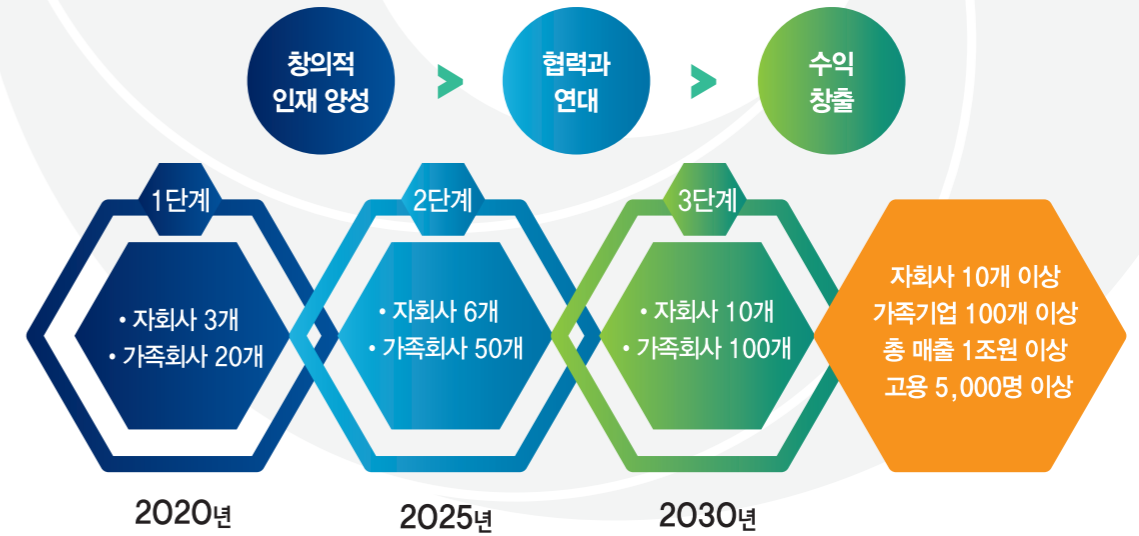 창의적
인재 양성
>
협력과
연대
>
수익
창출
1단계
• 자회사 3개
• 가족회사 20개
2020년
2단계
• 자회사 6개
• 가족회사 50개
2025년
3단계
• 자회사 10개
• 가족회사 100개
2030년
자회사 10개 이상
가족기업 100개 이상
총 매출 1조원 이상
고용 5,000명 이상